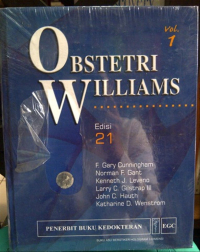 Vol.
1
OBSTETRI
WILLIAMS
Edisi
21
F. Gary Cunningham
Norman F. Gant
Kenneth J. Leveno
Larry C. Gilstrap III
John C. Hauth
Katharine D. Wenstrom
PENERBIT BUKU KEDOKTERAN EGC